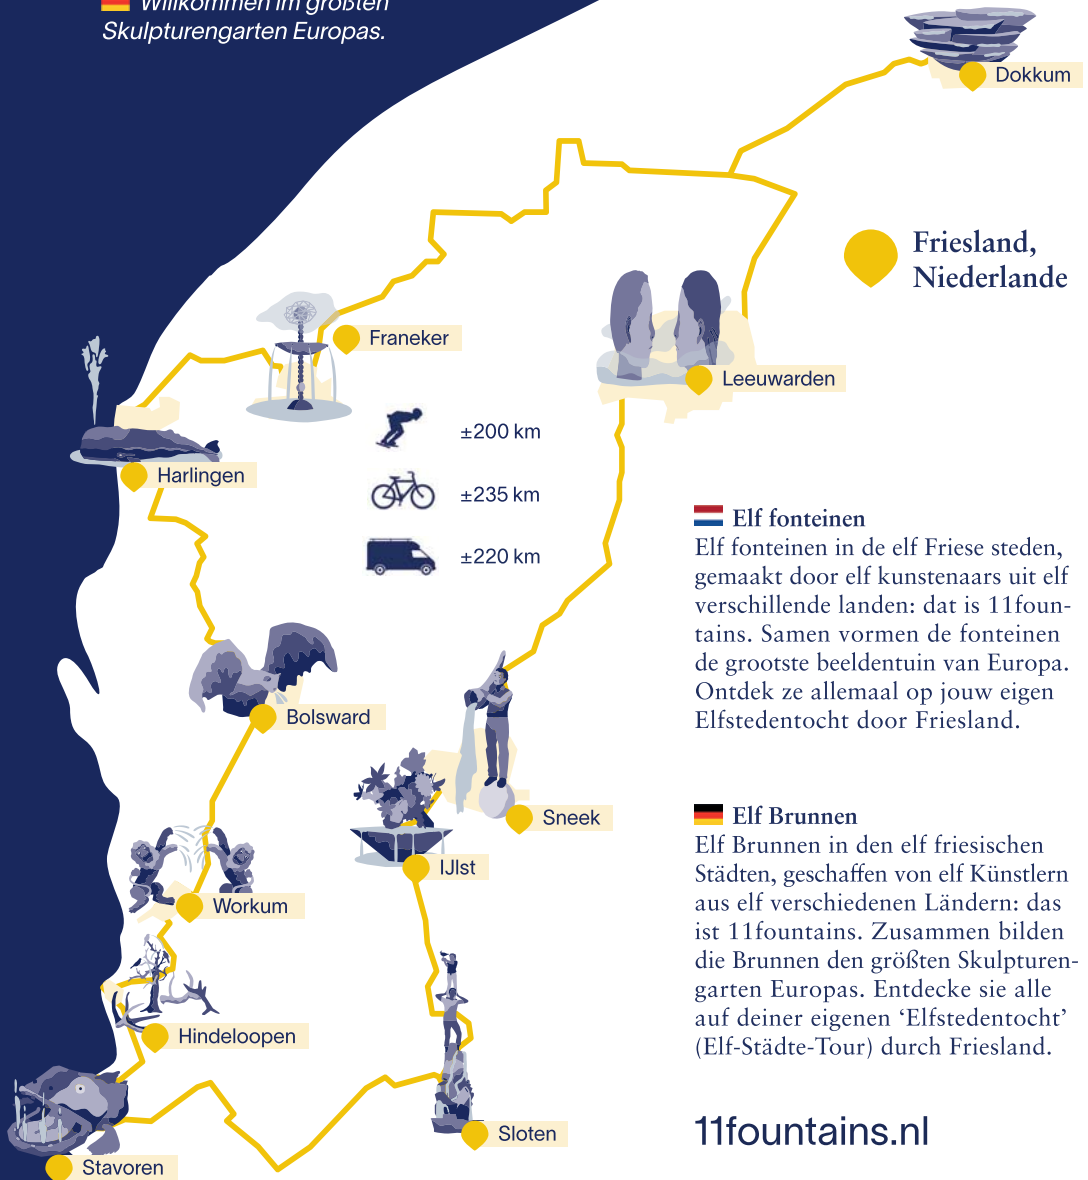 Willkommen im größten
Skulpturengarten Europas.
Dokkum
Friesland,
Niederlande
Franeker
Leeuwarden
±200 km
Harlingen
±235 km
±220 km
Elf fonteinen
Elf fonteinen in de elf Friese steden,
gemaakt door elf kunstenaars uit elf
verschillende landen: dat is 11foun-
tains. Samen vormen de fonteinen
de grootste beeldentuin van Europa.
Ontdek ze allemaal op jouw eigen
Elfstedentocht door Friesland.
Bolsward
Sneek
IJlst
Workum
Hindeloopen
Sloten
Stavoren
Elf Brunnen
Elf Brunnen in den elf friesischen
Städten, geschaffen von elf Künstlern
aus elf verschiedenen Ländern: das
ist 11fountains. Zusammen bilden
die Brunnen den größten Skulpturen-
garten Europas. Entdecke sie alle
auf deiner eigenen ‘Elfstedentocht’
(Elf-Städte-Tour) durch Friesland.
11fountains.nl